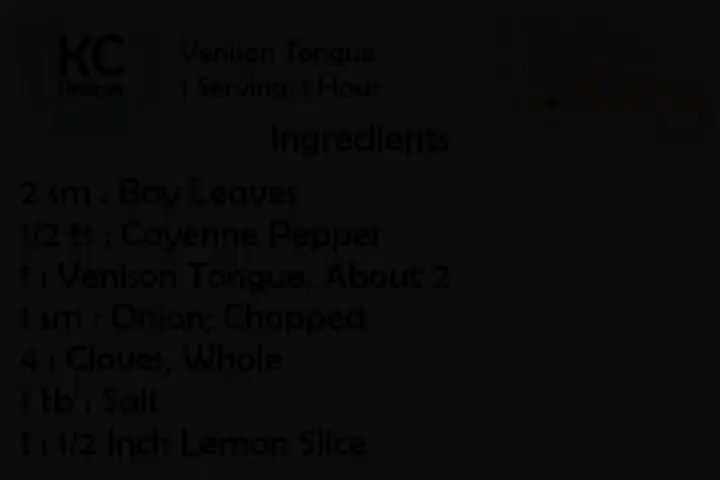 KC
Recipes
Venison Tongue
1 Serving, 1 Hour
Ingredients
2 sm : Bay Leaves
1/2 ts : Cayenne Pepper
1 : Venison Tongue, About 2
1 sm : Onion; Chopped
4 : Cloves, Whole
1 tb : Salt
1 : 1/2 Inch Lemon Slice